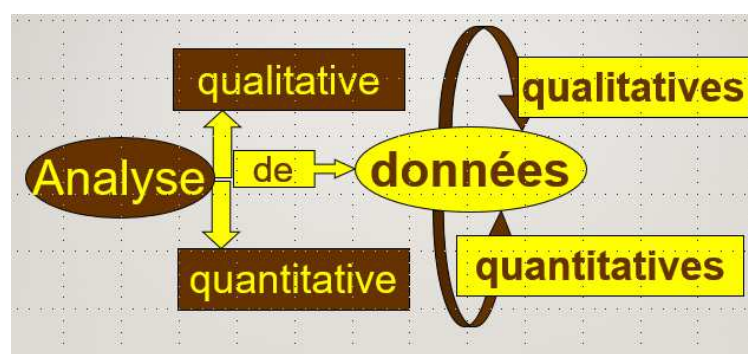 qualitative
qualitatives
Analyse
de
données
quantitative
quantitatives